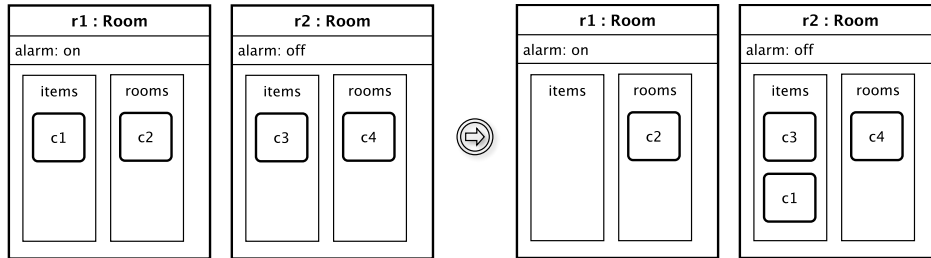 r1 : Room
alarm: on
items
rooms
c1
c2
r2 : Room
alarm: off
items
rooms
c3
c4
r1 : Room
alarm: on
items
rooms
c2
r2 : Room
alarm: off
items
rooms
c3
c4
c1